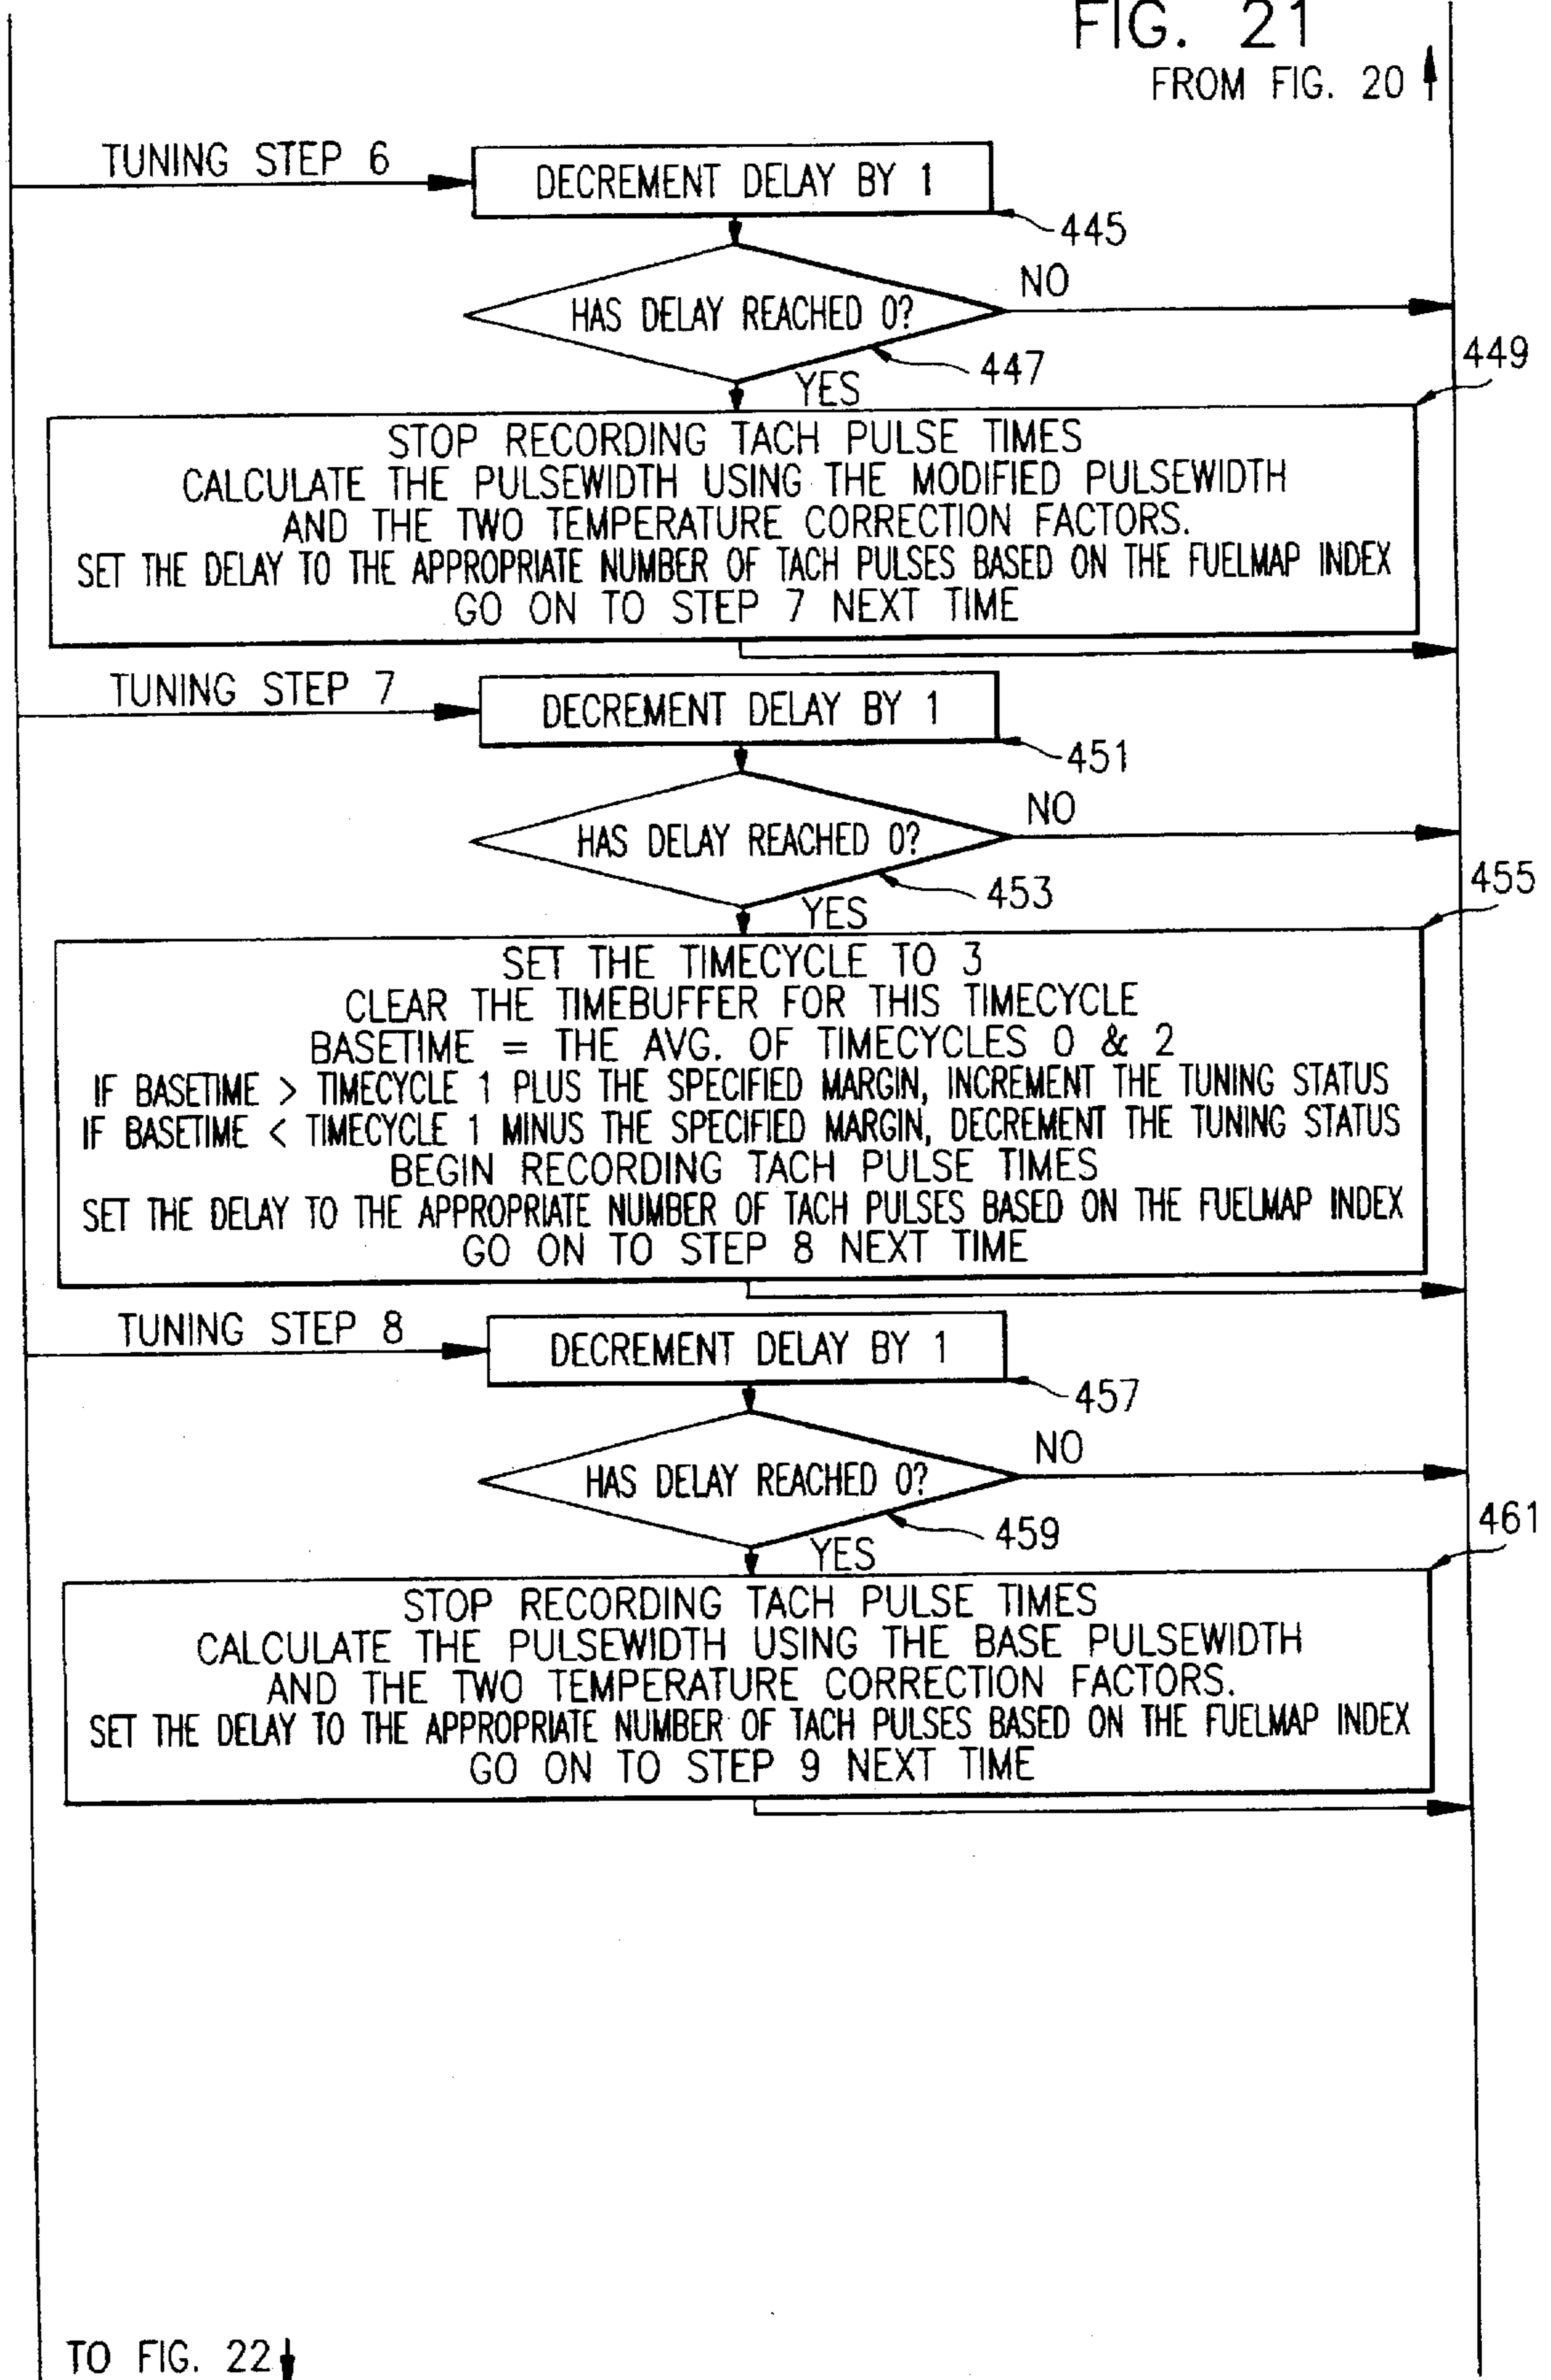 FIG. 21
FROM FIG. 20
TUNING STEP 6
DECREMENT DELAY BY 1
445
HAS DELAY REACHED 0?
NO
447
YES
449
STOP RECORDING TACH PULSE TIMES
CALCULATE THE PULSEWIDTH USING THE MODIFIED PULSEWIDTH
AND THE TWO TEMPERATURE CORRECTION FACTORS.
SET THE DELAY TO THE APPROPRIATE NUMBER OF TACH PULSES BASED ON THE FUELMAP INDEX
GO ON TO STEP 7 NEXT TIME
TUNING STEP 7
DECREMENT DELAY BY 1
451
HAS DELAY REACHED 0?
NO
453
YES
455
SET THE TIMECYCLE TO 3
CLEAR THE TIMEBUFFER FOR THIS TIMECYCLE
BASETIME = THE AVG. OF TIMECYCLES 0 & 2
IF BASETIME > TIMECYCLE 1 PLUS THE SPECIFIED MARGIN, INCREMENT THE TUNING STATUS
IF BASETIME < TIMECYCLE 1 MINUS THE SPECIFIED MARGIN, DECREMENT THE TUNING STATUS
BEGIN RECORDING TACH PULSE TIMES
SET THE DELAY TO THE APPROPRIATE NUMBER OF TACH PULSES BASED ON THE FUELMAP INDEX
GO ON TO STEP 8 NEXT TIME
TUNING STEP 8
DECREMENT DELAY BY 1
457
HAS DELAY REACHED 0?
NO
459
YES
461
STOP RECORDING TACH PULSE TIMES
CALCULATE THE PULSEWIDTH USING THE BASE PULSEWIDTH
AND THE TWO TEMPERATURE CORRECTION FACTORS.
SET THE DELAY TO THE APPROPRIATE NUMBER OF TACH PULSES BASED ON THE FUELMAP INDEX
GO ON TO STEP 9 NEXT TIME
TO FIG. 22